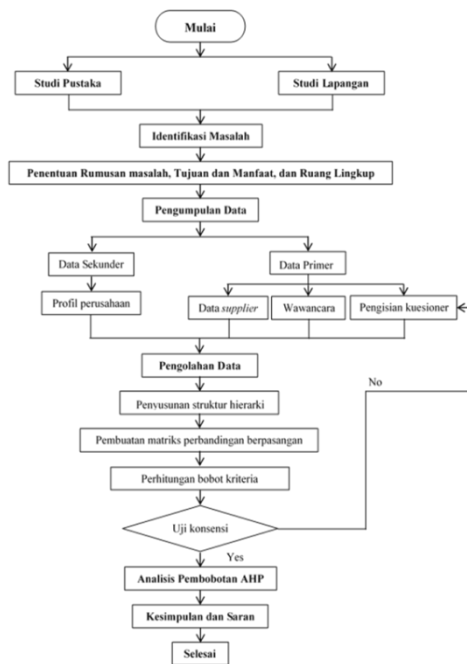 Mulai
Studi Pustaka
Studi Lapangan
Identifikasi Masalah
Penentuan Rumusan masalah, Tujuan dan Manfaat, dan Ruang Lingkup
Pengumpulan Data
Data Sekunder
Data Primer
Profil perusahaan
Data supplier
Wawancara
Pengisian kuesioner
Pengolahan Data
No
Penyusunan struktur hierarki
Pembuatan matriks perbandingan berpasangan
Perhitungan bobot kriteria
Uji konsensi
Yes
Analisis Pembobotan AHP
Kesimpulan dan Saran
Selesai